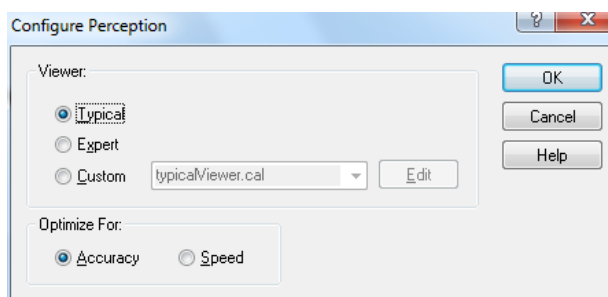 Configure Perception
? X
Viewer:
OK
Typical
Cancel
Expert
Help
Custom typicalViewer.cal Edit
Optimize For:
Accuracy Speed